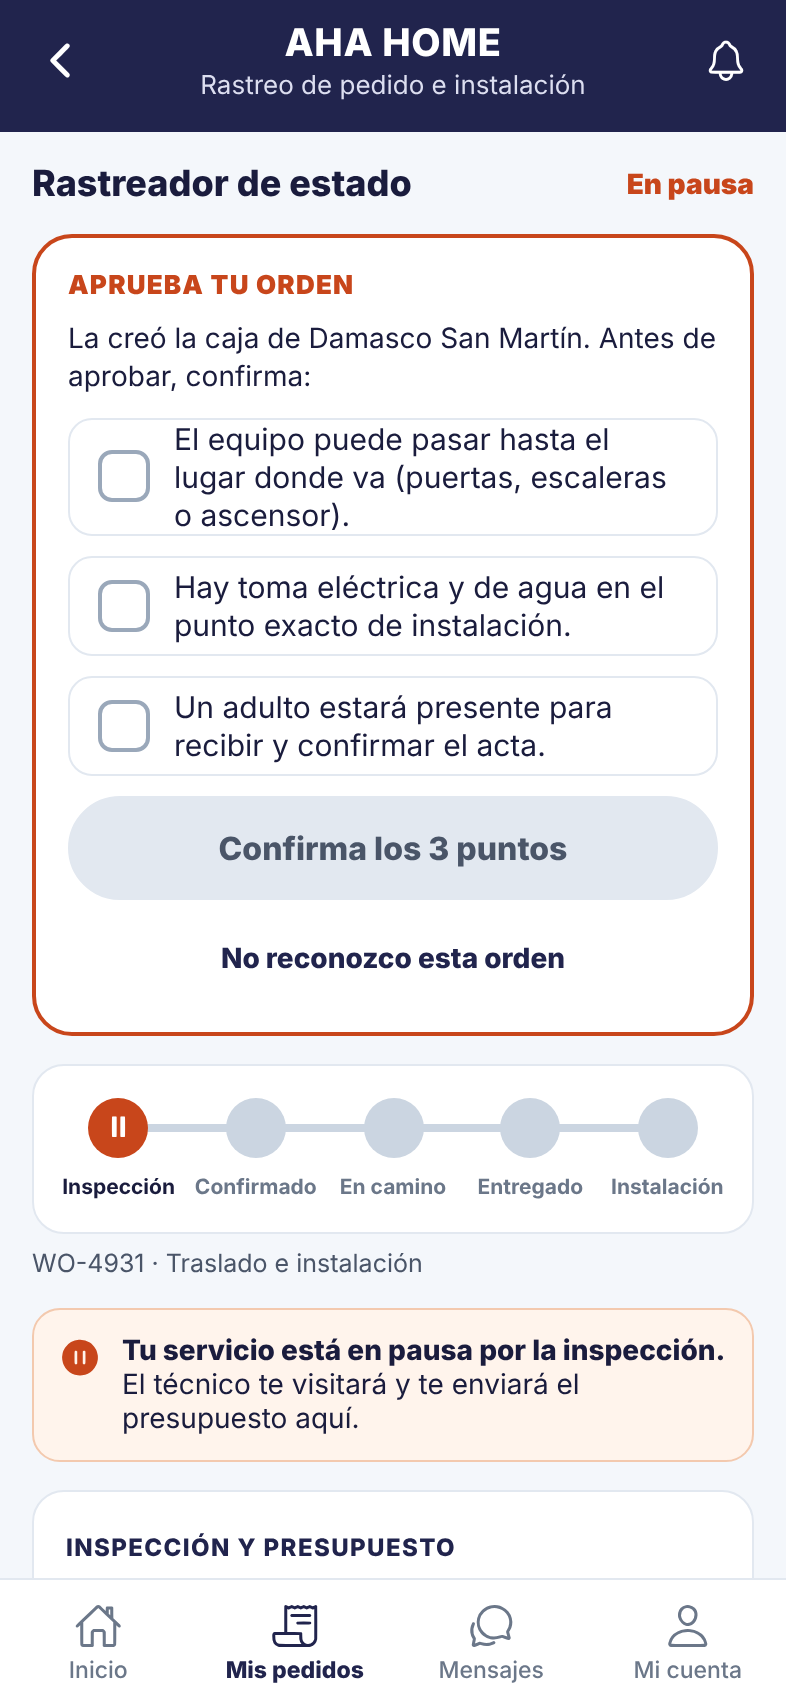 AHA HOME
Rastreo de pedido e instalación
Rastreador de estado
En pausa
APRUEBA TU ORDEN
La creó la caja de Damasco San Martín. Antes de
aprobar, confirma:
El equipo puede pasar hasta el
lugar donde va (puertas, escaleras
o ascensor).
Hay toma eléctrica y de agua en el
punto exacto de instalación.
Un adulto estará presente para
recibir y confirmar el acta.
Confirma los 3 puntos
No reconozco esta orden
Inspección Confirmado En camino Entregado Instalación
WO-4931 · Traslado e instalación
Tu servicio está en pausa por la inspección.
El técnico te visitará y te enviará el
presupuesto aquí.
INSPECCIÓN Y PRESUPUESTO
Inicio Mis pedidos Mensajes Mi cuenta